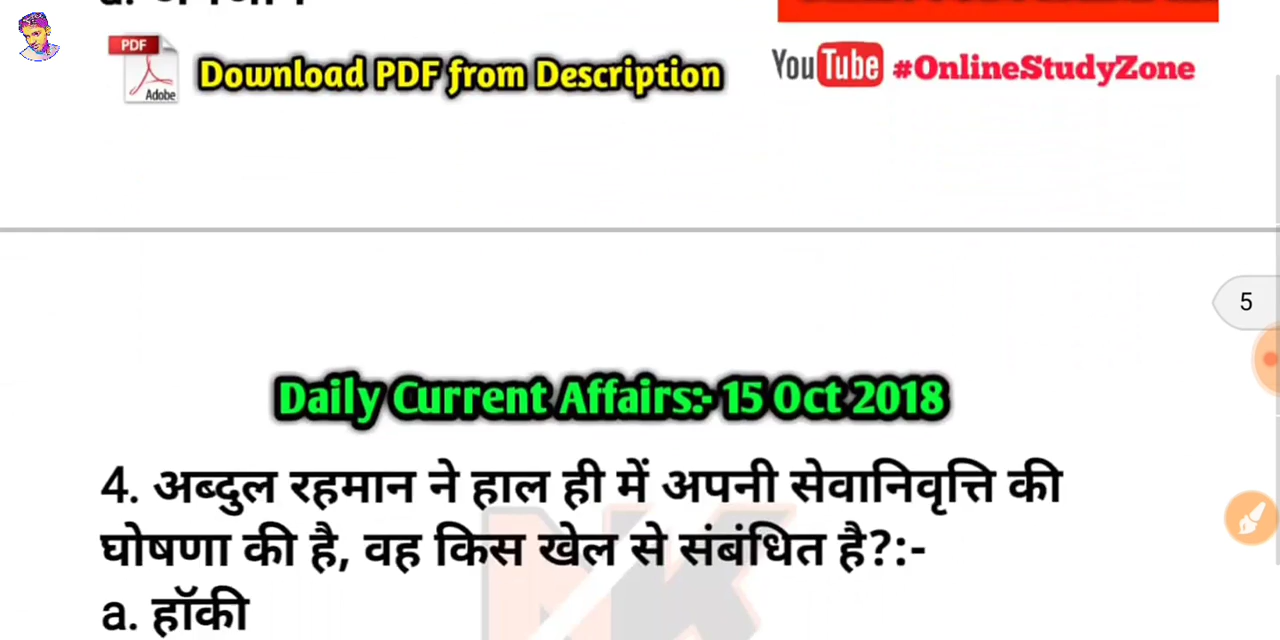 PDF
Adobe
Download PDF from Description
YouTube #OnlineStudyZone
5
Daily Current Affairs:- 15 Oct 2018
4. अब्दुल रहमान ने हाल ही में अपनी सेवानिवृत्ति की
घोषणा की है, वह किस खेल से संबंधित है?:-
a. हॉकी